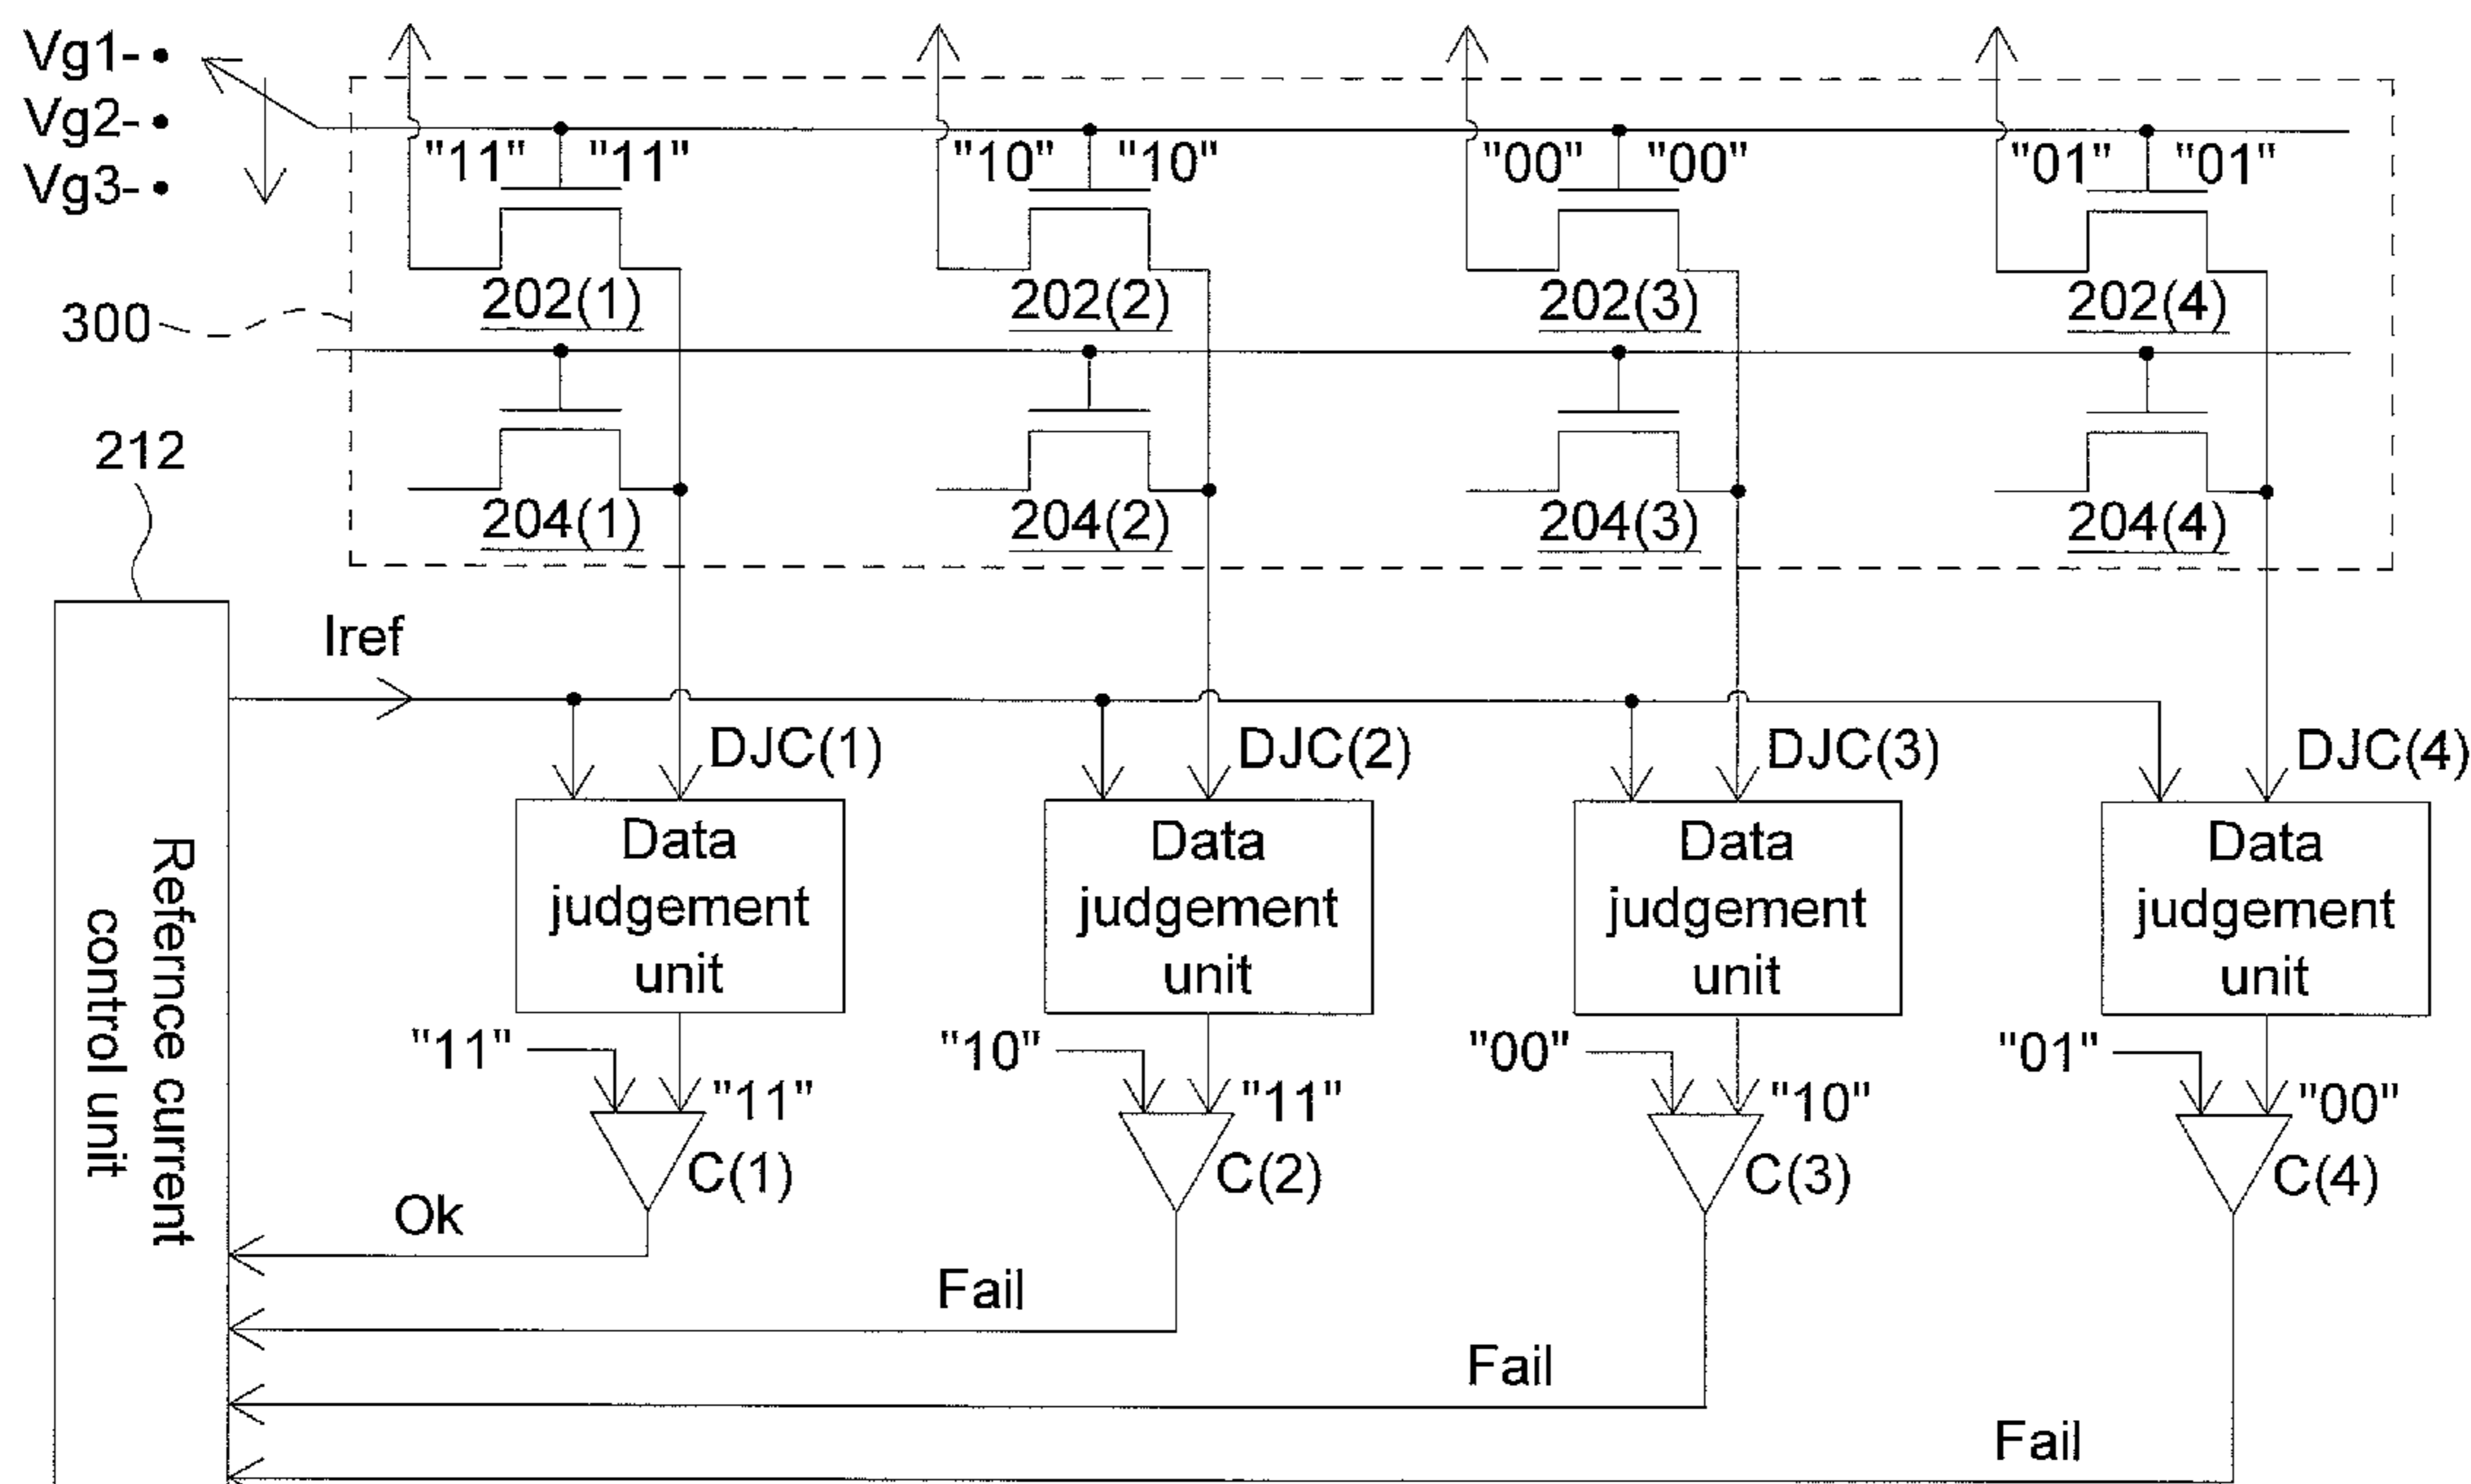 Vg1-
Vg2-
Vg3-
"11" "11"
"10" "10"
"00" "00"
"01" "01"
202(1)
202(2)
202(3)
202(4)
300
204(1)
204(2)
204(3)
204(4)
212
Iref
DJC(1)
DJC(2)
DJC(3)
DJC(4)
Refernce current
control unit
Data
judgement
unit
Data
judgement
unit
Data
judgement
unit
Data
judgement
unit
"11"
"11"
"10"
"11"
"00"
"10"
"01"
"00"
C(1)
C(2)
C(3)
C(4)
Ok
Fail
Fail
Fail